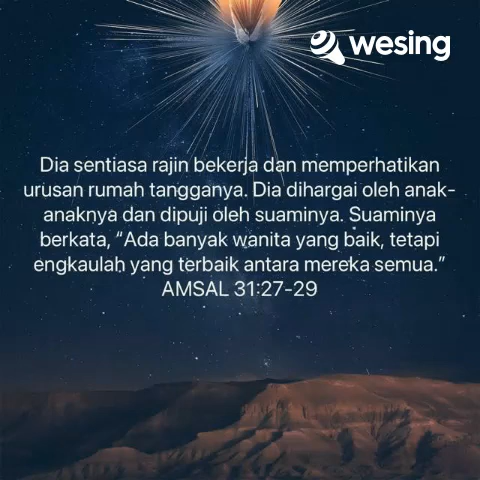 wesing
Dia sentiasa rajin bekerja dan memperhatikan
urusan rumah tangganya. Dia dihargai oleh anak-
anaknya dan dipuji oleh suaminya. Suaminya
berkata, “Ada banyak wanita yang baik, tetapi
engkaulah yang terbaik antara mereka semua.”
AMSAL 31:27-29